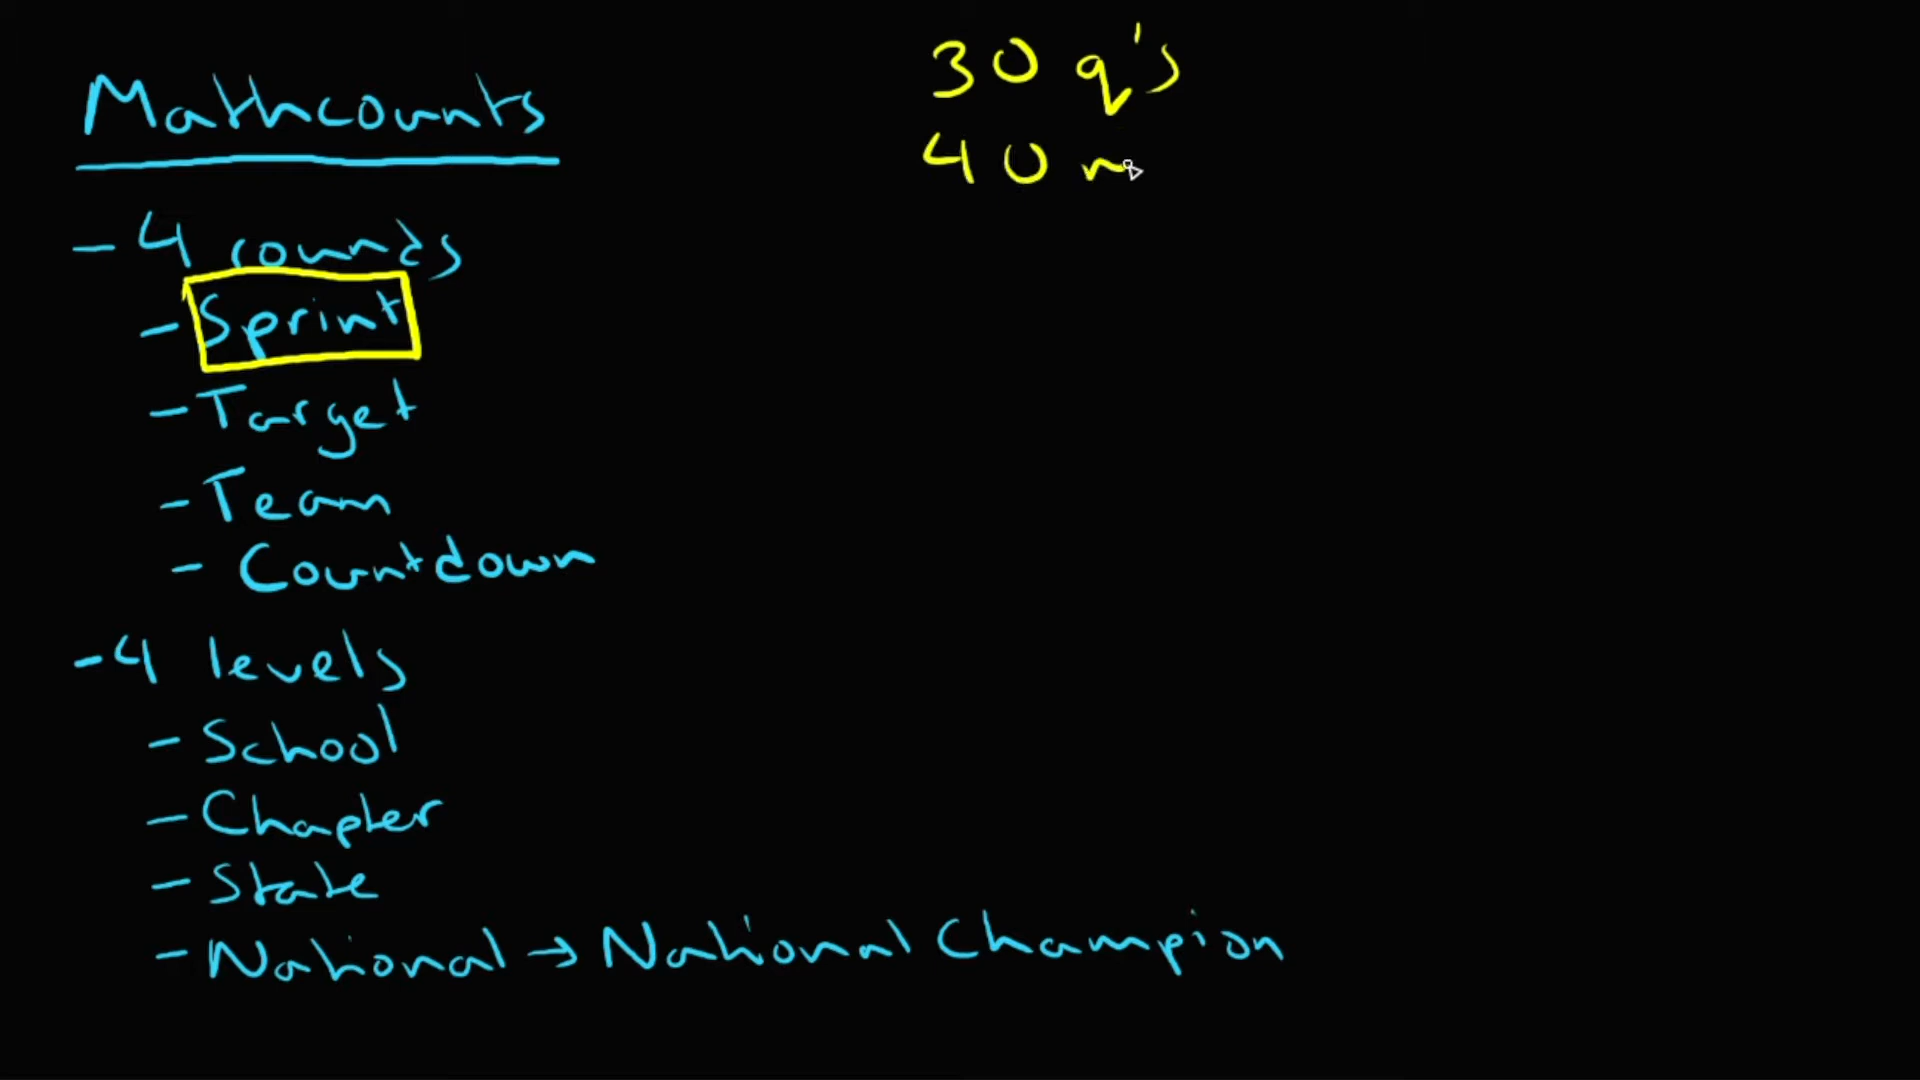 Mathcounts
- 4 rounds
- Sprint
- Target
- Team
- Countdown
- 4 levels
- School
- Chapter
- State
- National → National Champion
30 q's
40 m